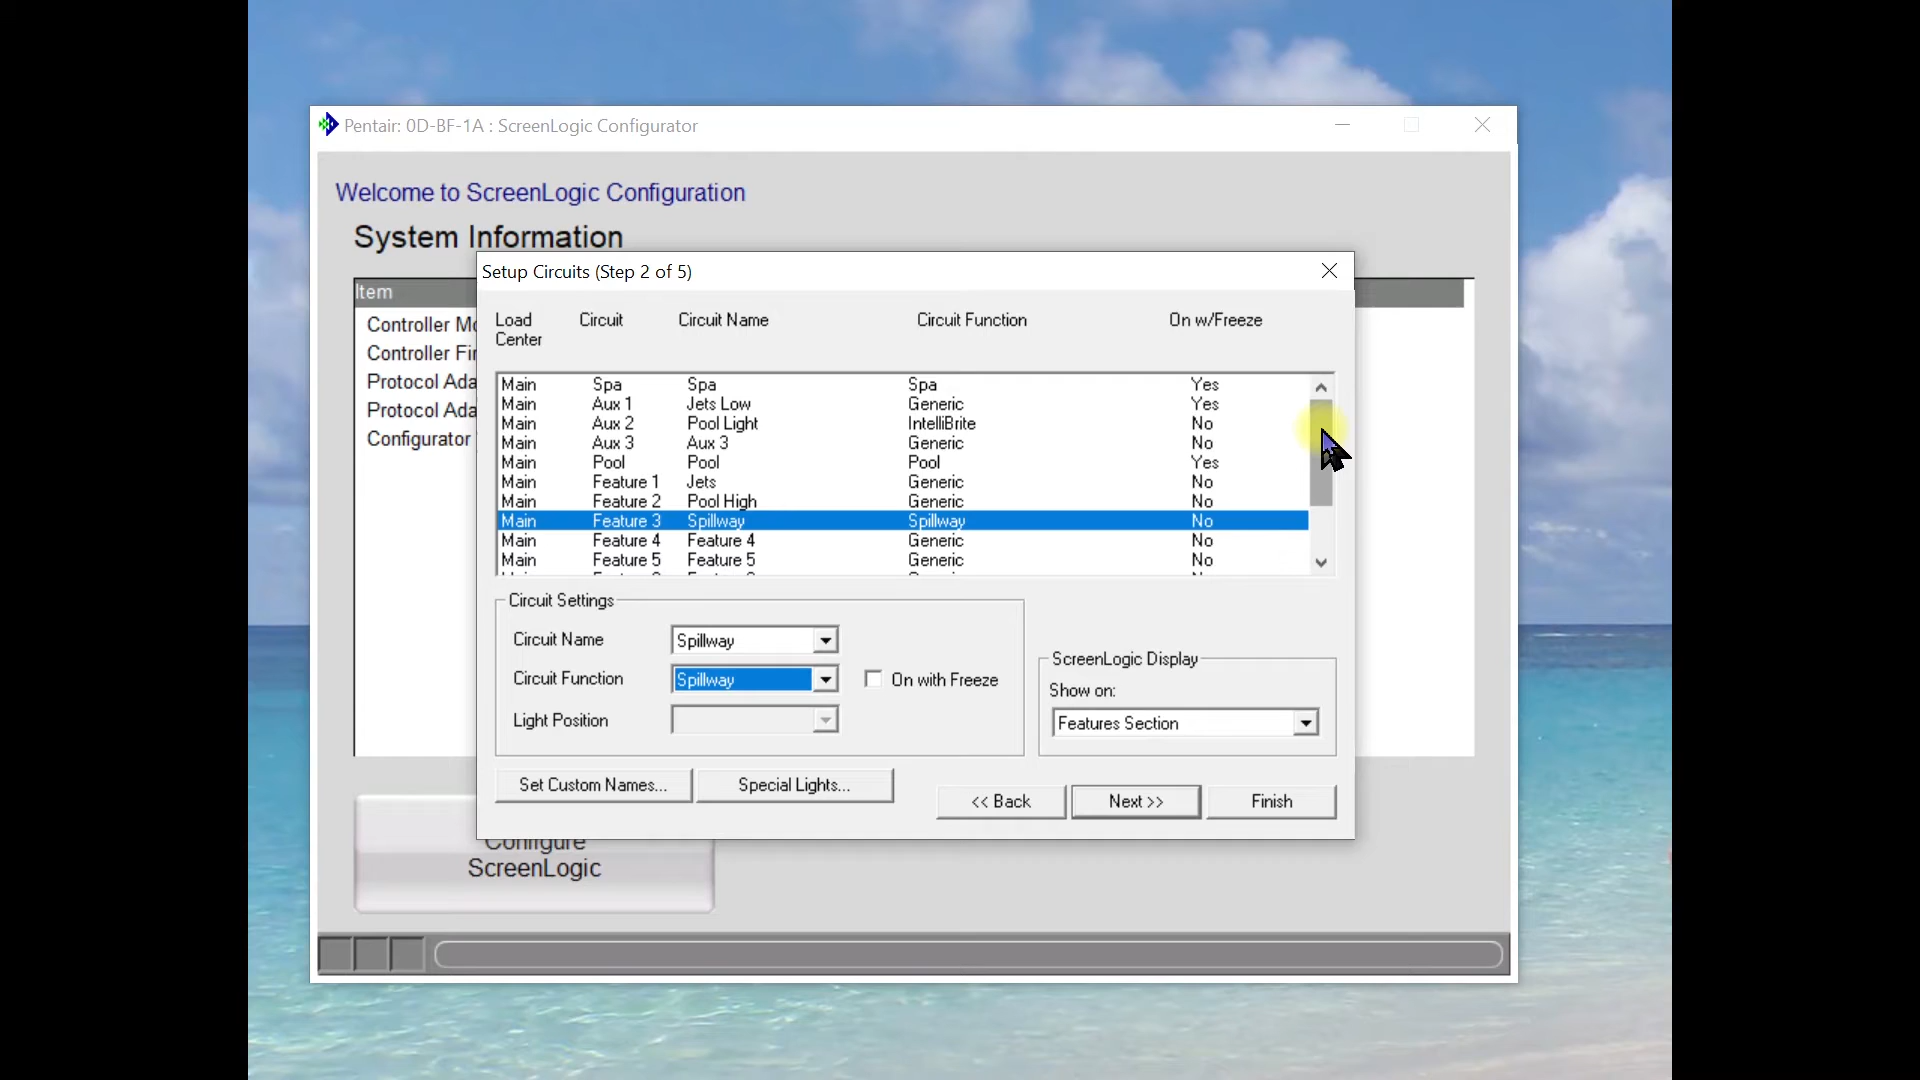 Pentair: 0D-BF-1A : ScreenLogic Configurator
Welcome to ScreenLogic Configuration
System Information
Item
Controller
Controller
Protocol
Protocol
Configurator
Setup Circuits (Step 2 of 5)
Load Center Circuit Circuit Name Circuit Function On w/Freeze
Main Spa Spa Spa Yes
Main Aux 1 Jets Low Generic Yes
Main Aux 2 Pool Light IntelliBrite No
Main Aux 3 Aux 3 Generic No
Main Pool Pool Pool Yes
Main Feature 1 Jets Generic No
Main Feature 2 Pool High Generic No
Main Feature 3 Spillway Spillway No
Main Feature 4 Feature 4 Generic No
Main Feature 5 Feature 5 Generic No
Circuit Settings
Circuit Name Spillway
Circuit Function Spillway On with Freeze
Light Position
ScreenLogic Display
Show on:
Features Section
Set Custom Names... Special Lights...
<< Back Next >> Finish
Configure
ScreenLogic